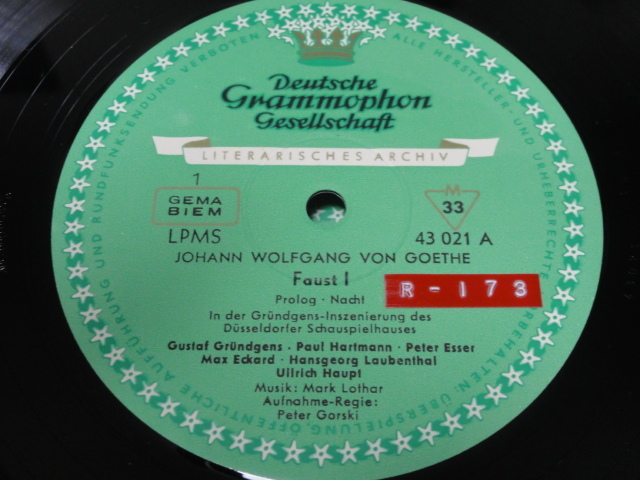 Deutsche
Grammophon
Gesellschaft
LITERARISCHES ARCHIV
1
GEMA
BIEM
M
33
LPMS
43 021 A
JOHANN WOLFGANG VON GOETHE
Faust I
R-173
Prolog · Nacht
In der Gründgens-Inszenierung des
Düsseldorfer Schauspielhauses
Gustaf Gründgens · Paul Hartmann · Peter Esser
Max Eckard · Hansgeorg Laubenthal
Ullrich Haupt
Musik: Mark Lothar
Aufnahme-Regie:
Peter Gorski
ALLE HERSTELLER- UND URHEBERRECHTE VORBEHALTEN: ÜBERSPIELUNG, ÖFFENTLICHE AUFFÜHRUNG UND RUNDFUNKSENDUNG VERBOTEN